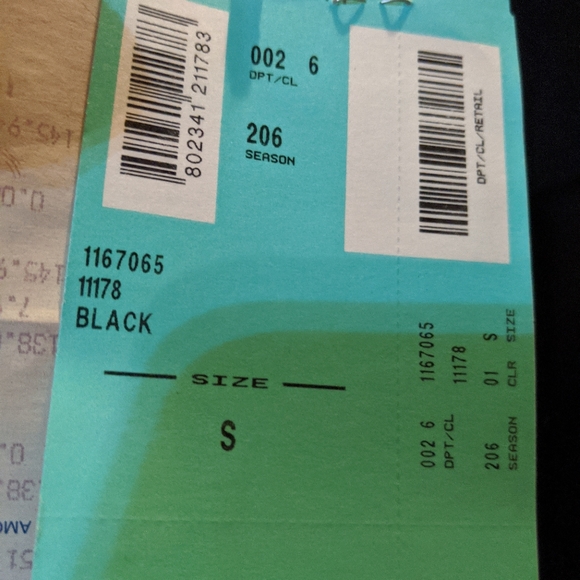 802341 211783
002 6
DPT/CL
206
SEASON
DPT/CL/RETAIL
1167065
11178
BLACK
SIZE
S
002 6 1167065
DPT/CL 11178
206 01 S
SEASON CLR SIZE